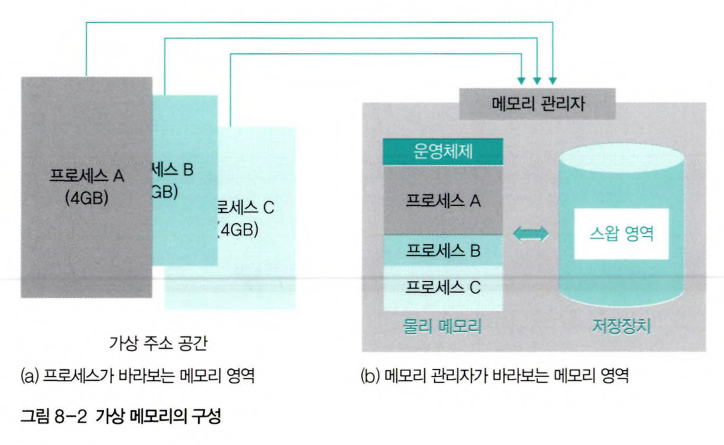 메모리 관리자
프로세스 A
(4GB)
세스 B
GB)
로세스 C
(4GB)
운영체제
프로세스 A
프로세스 B
프로세스 C
스왑 영역
물리 메모리
저장장치
가상 주소 공간
(a) 프로세스가 바라보는 메모리 영역
(b) 메모리 관리자가 바라보는 메모리 영역
그림 8-2 가상 메모리의 구성